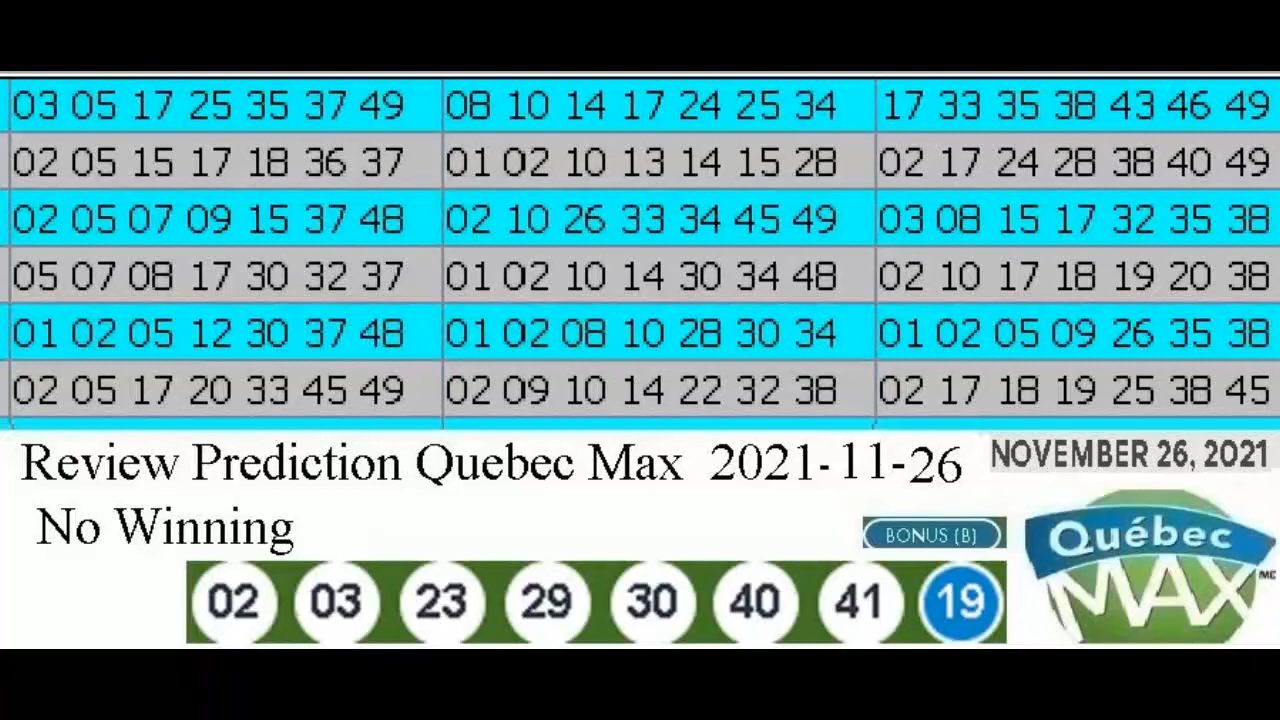 03 05 17 25 35 37 49 08 10 14 17 24 25 34 17 33 35 38 43 46 49
02 05 15 17 18 36 37 01 02 10 13 14 15 28 02 17 24 28 38 40 49
02 05 07 09 15 37 48 02 10 26 33 34 45 49 03 08 15 17 32 35 38
05 07 08 17 30 32 37 01 02 10 14 30 34 48 02 10 17 18 19 20 38
01 02 05 12 30 37 48 01 02 08 10 28 30 34 01 02 05 09 26 35 38
02 05 17 20 33 45 49 02 09 10 14 22 32 38 02 17 18 19 25 38 45
Review Prediction Quebec Max 2021-11-26 NOVEMBER 26, 2021
No Winning
BONUS (B)
02 03 23 29 30 40 41 19
Québec
MAX MC